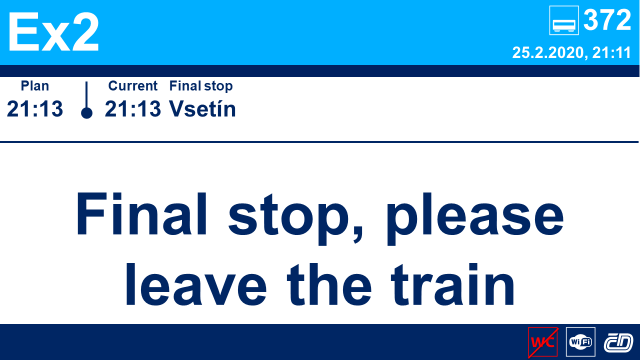 Ex2
372
25.2.2020, 21:11
Plan Current Final stop
21:13 21:13 Vsetín
Final stop, please
leave the train
WC WiFi ČD